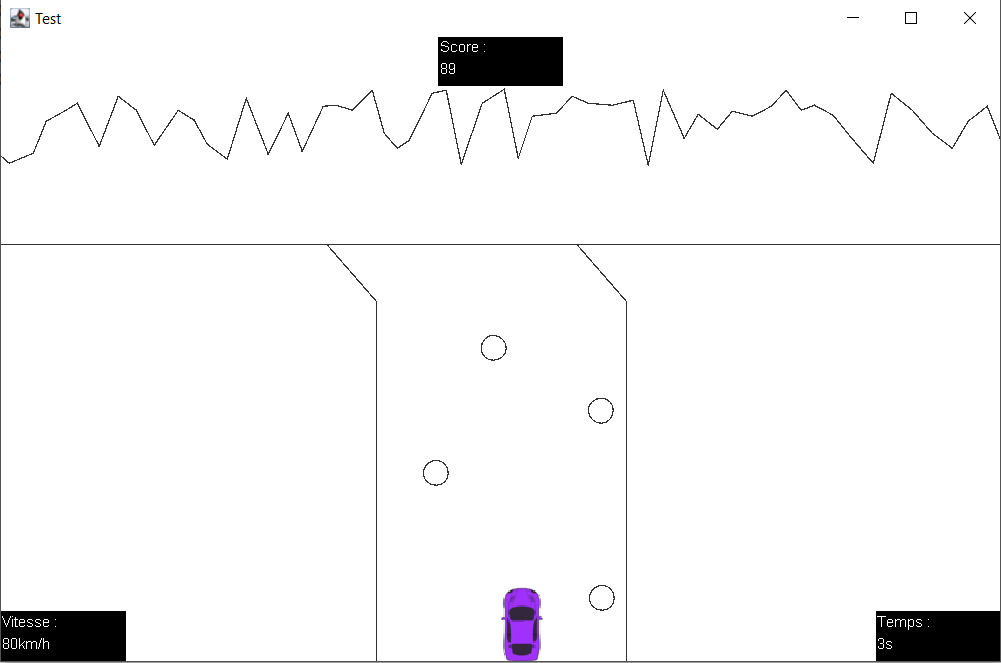 Test
Score :
89
Vitesse :
80km/h
Temps :
3s